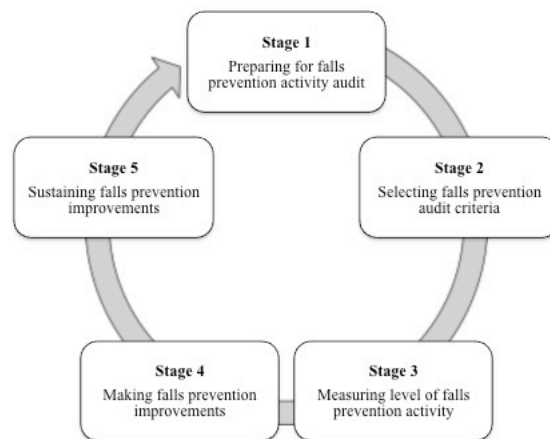 Stage 1
Preparing for falls
prevention activity audit
Stage 2
Selecting falls prevention
audit criteria
Stage 3
Measuring level of falls
prevention activity
Stage 4
Making falls prevention
improvements
Stage 5
Sustaining falls prevention
improvements